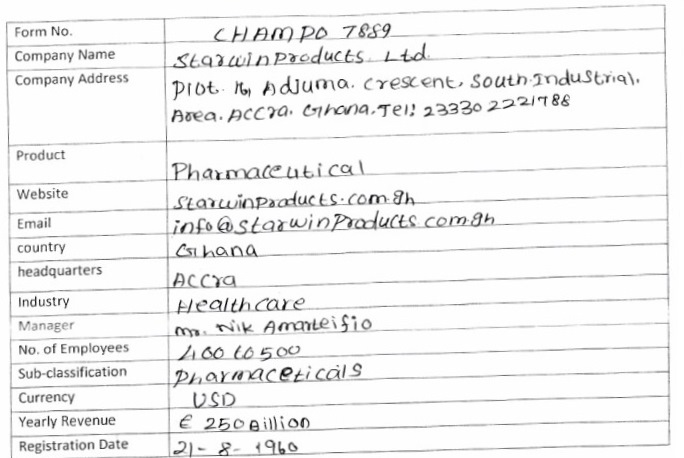 Form No. CHAMPO 7889
Company Name Starwin Products. Ltd.
Company Address Plot. 16, Adjuma. crescent, South-Industrial.
Area. Accra. Ghana. Tel: 23330 2221788
Product Pharmaceutical
Website Starwinproducts.com.gh
Email info@starwinproducts.com.gh
country Ghana
headquarters Accra
Industry Healthcare
Manager Mr. Nik Amarteifio
No. of Employees 400 to 500
Sub-classification Pharmaceticals
Currency USD
Yearly Revenue € 250 Billion
Registration Date 21- 8- 1960